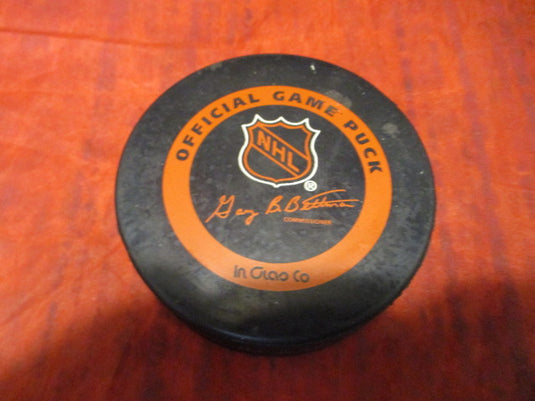 OFFICIAL GAME PUCK
NHL
®
Gary B. Bettman
COMMISSIONER
In Glas Co